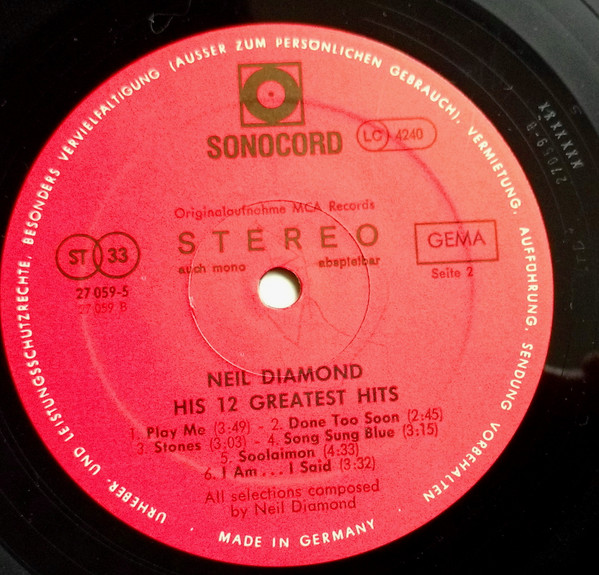 URHEBER- UND LEISTUNGSSCHUTZRECHTE, BESONDERS VERVIELFÄLTIGUNG (AUSSER ZUM PERSÖNLICHEN GEBRAUCH), VERMIETUNG, AUFFÜHRUNG, SENDUNG VORBEHALTEN
SONOCORD
LC 4240
Originalaufnahme MCA Records
STEREO
auch mono abspielbar
GEMA
Seite 2
ST 33
27 059-5
27 059 B
NEIL DIAMOND
HIS 12 GREATEST HITS
1. Play Me (3:49) - 2. Done Too Soon (2:45)
3. Stones (3:03) - 4. Song Sung Blue (3:15)
5. Soolaimon (4:33)
6. I Am . . . I Said (3:32)
All selections composed
by Neil Diamond
MADE IN GERMANY
27059-B